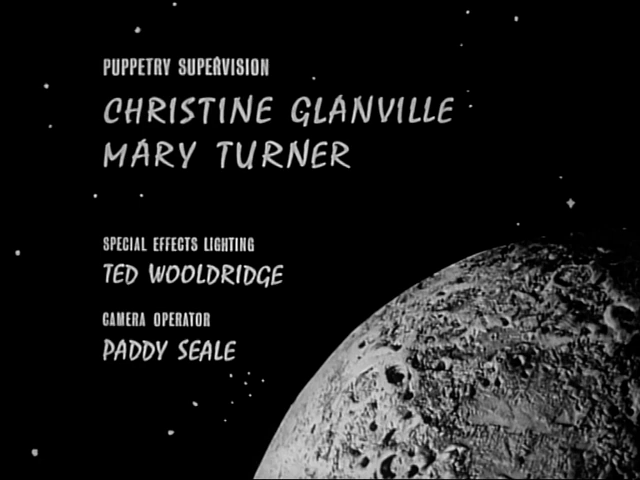 PUPPETRY SUPERVISION
CHRISTINE GLANVILLE
MARY TURNER
SPECIAL EFFECTS LIGHTING
TED WOOLDRIDGE
CAMERA OPERATOR
PADDY SEALE